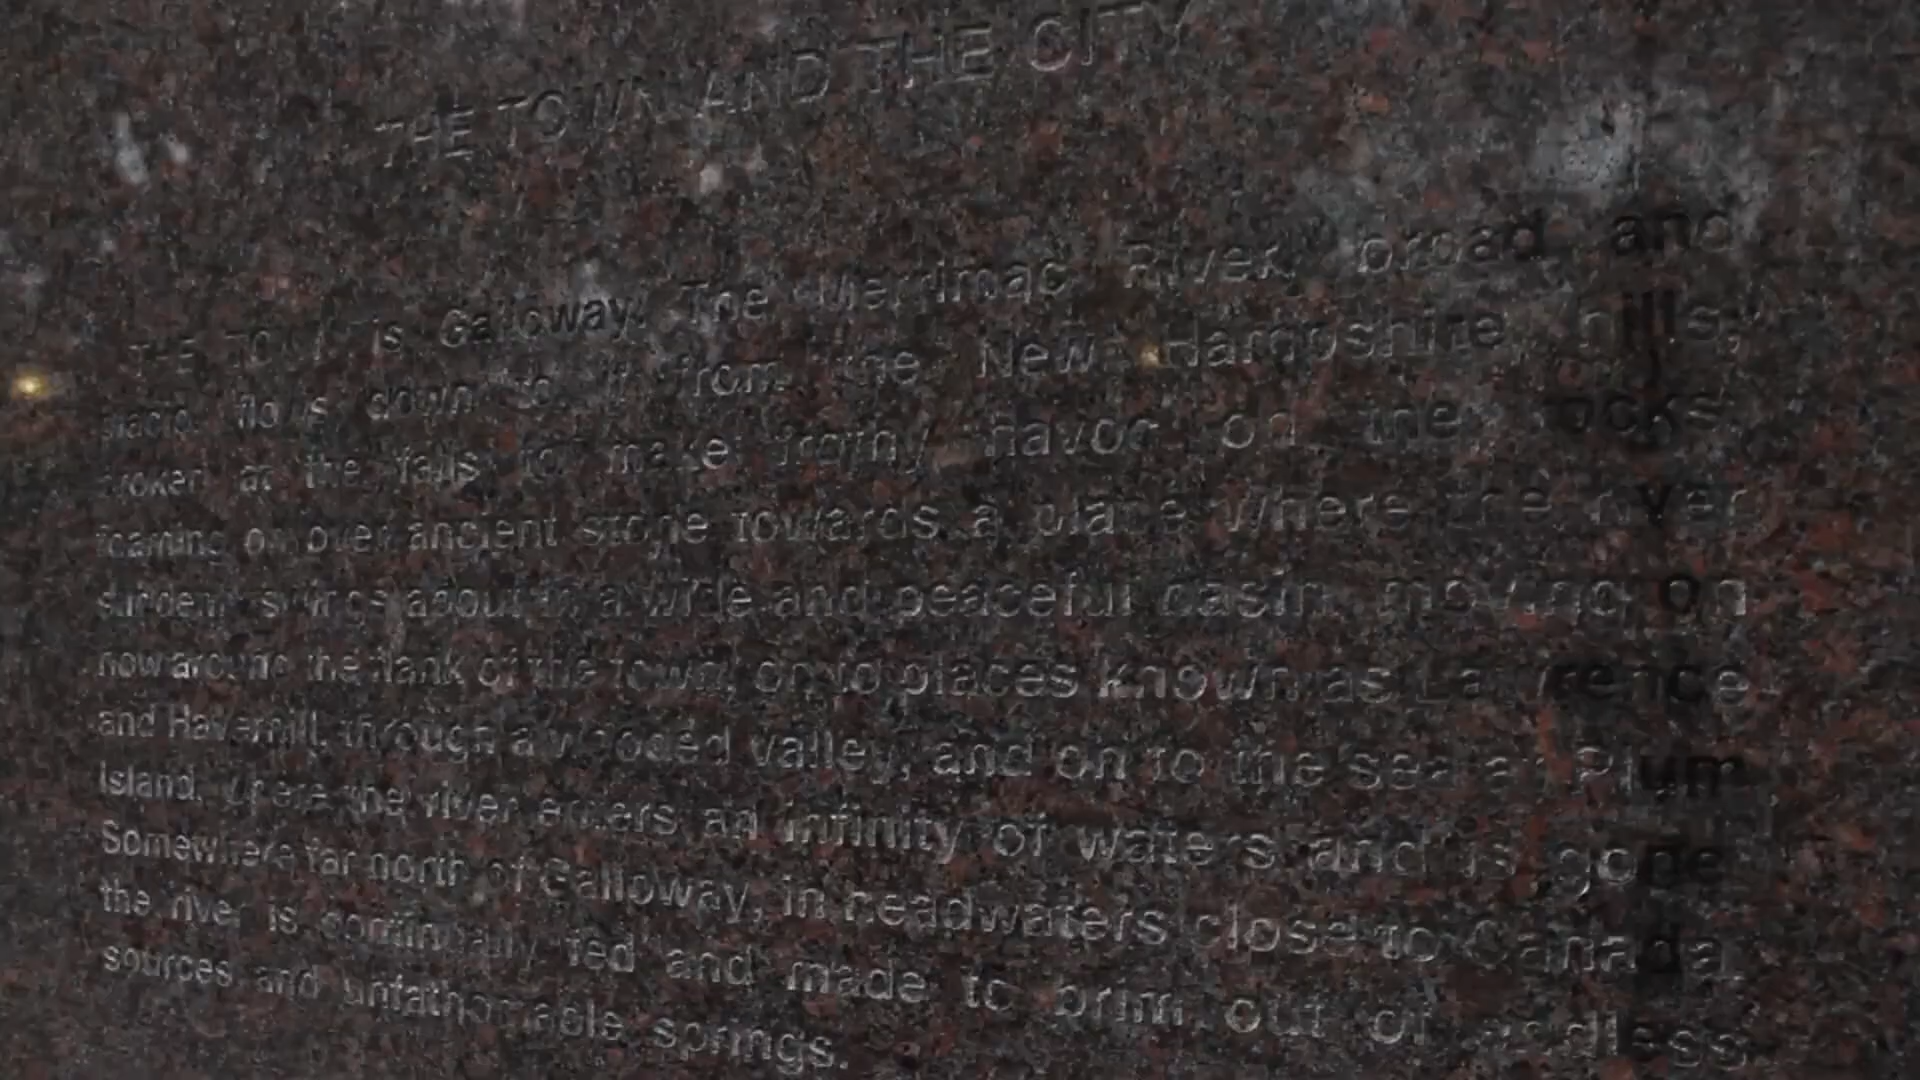 THE TOWN AND THE CITY
THE TOWN is Galloway. The Merrimac River, broad and
placid, flows down to it from the New Hampshire hills,
broken at the falls to make frothy havoc on the rocks,
foaming on over ancient stone towards a place where the river
suddenly swings about in a wide and peaceful basin, moving on
now around the flank of the town, on to places known as Lawrence
and Haverhill, through a wooded valley, and on to the sea at Plum
Island, where the river enters an infinity of waters and is gone.
Somewhere far north of Galloway, in headwaters close to Canada,
the river is continually fed and made to brim out of endless
sources and unfathomable springs.